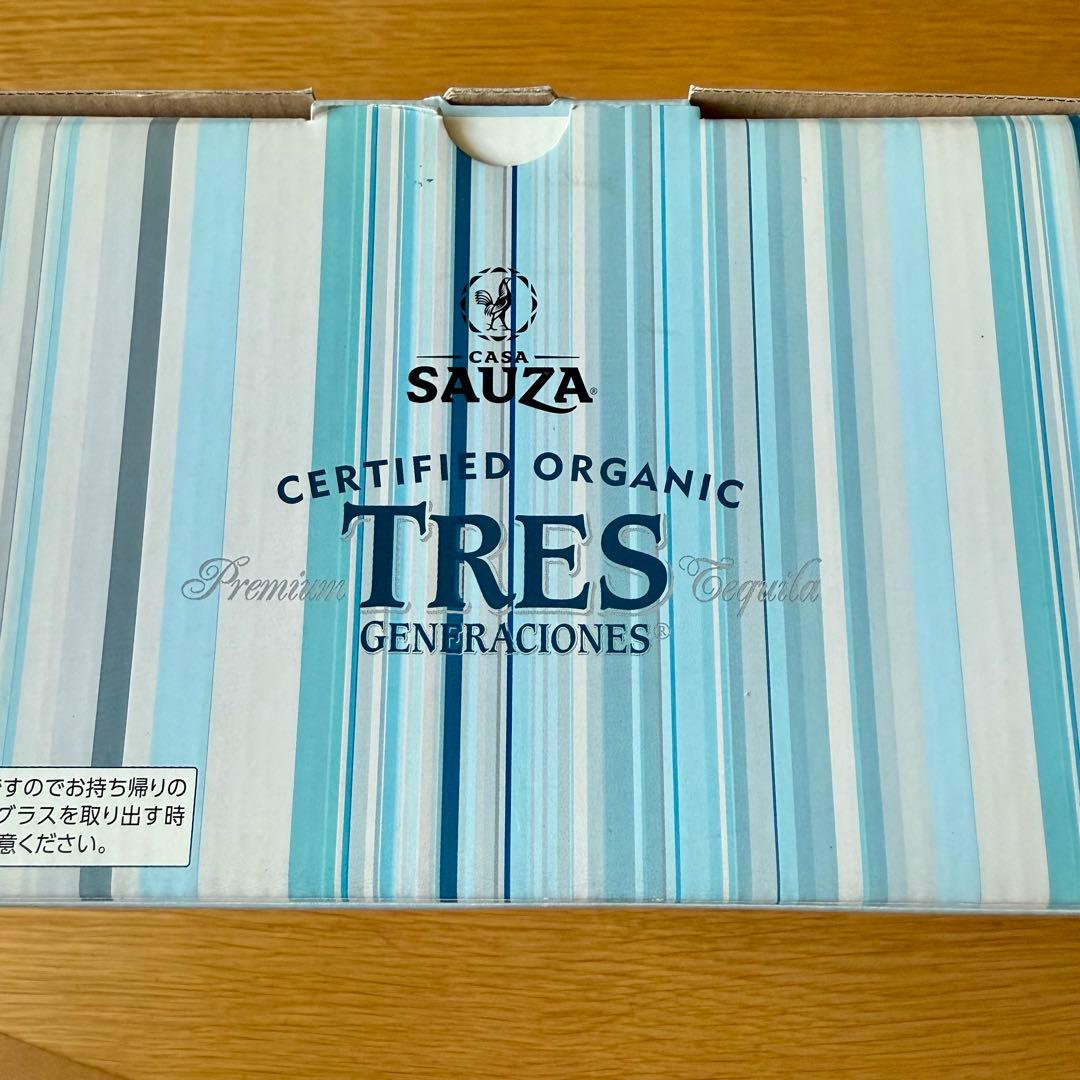 CASA
SAUZA®
CERTIFIED ORGANIC
Premium TRES Tequila
GENERACIONES®
すのでお持ち帰りの
グラスを取り出す時
意ください。